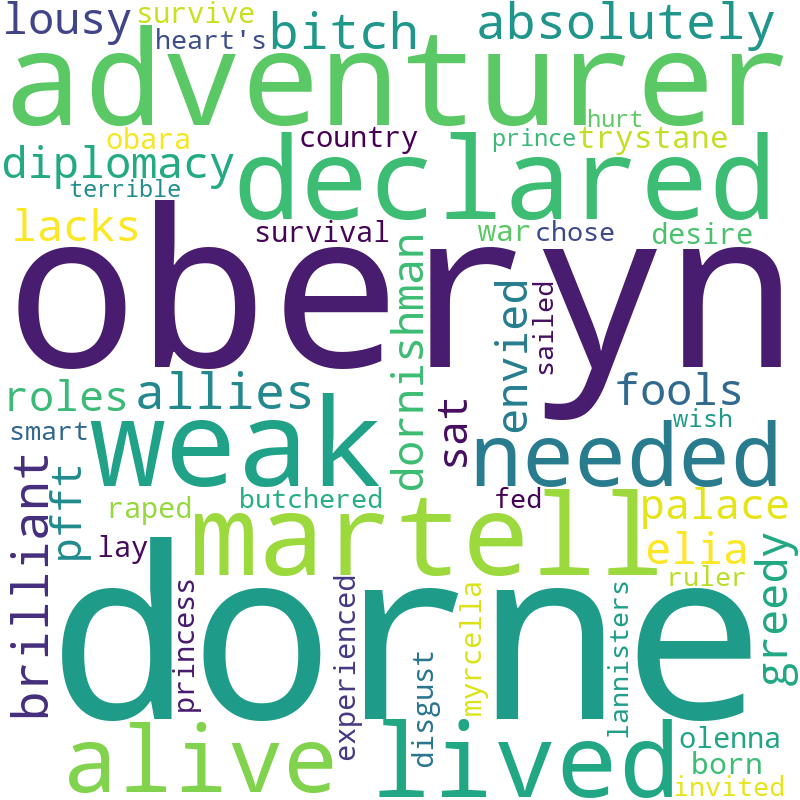 lousy
survive
heart's
bitch
absolutely
adventurer
hurt
obara
country
prince
trystane
diplomacy
terrible
declared
lacks
survival
war
chose
desire
oberyn
dornishman
envied
sailed
roles
allies
fools
smart
weak
sat
wish
needed
brilliant
pfft
raped
butchered
fed
palace
martell
lay
elia
ruler
greedy
dorne
princess
experienced
disgust
myrcella
lannisters
alive
lived
olenna
born
invited